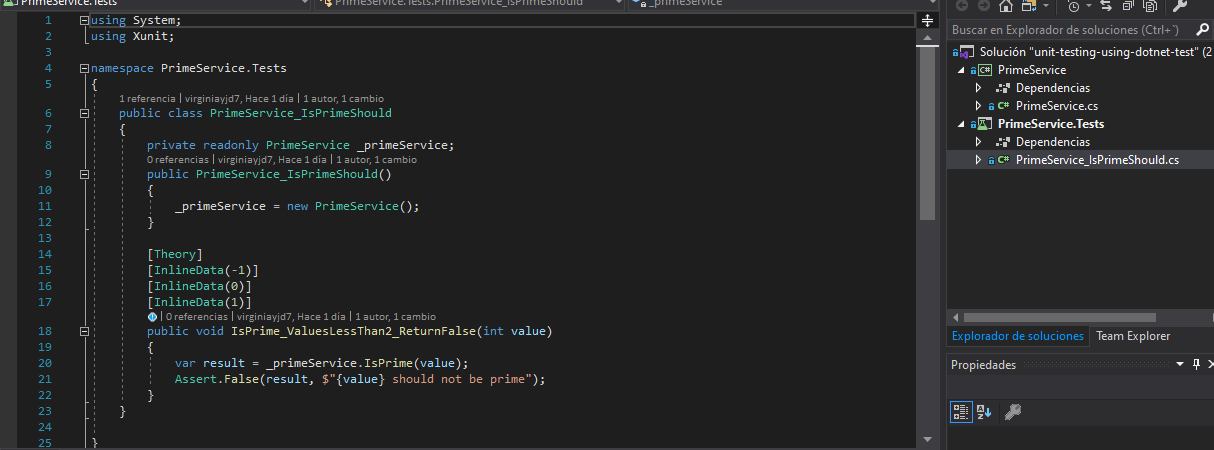 PrimeService.Tests
PrimeService.Tests.PrimeService_IsPrimeShould
_primeService
1 using System;
2 using Xunit;
3
4 namespace PrimeService.Tests
5 {
1 referencia | virginiayjd7, Hace 1 día | 1 autor, 1 cambio
6 public class PrimeService_IsPrimeShould
7 {
8 private readonly PrimeService _primeService;
0 referencias | virginiayjd7, Hace 1 día | 1 autor, 1 cambio
9 public PrimeService_IsPrimeShould()
10 {
11 _primeService = new PrimeService();
12 }
13
14 [Theory]
15 [InlineData(-1)]
16 [InlineData(0)]
17 [InlineData(1)]
0 referencias | virginiayjd7, Hace 1 día | 1 autor, 1 cambio
18 public void IsPrime_ValuesLessThan2_ReturnFalse(int value)
19 {
20 var result = _primeService.IsPrime(value);
21 Assert.False(result, $"{value} should not be prime");
22 }
23 }
24
25 }
Buscar en Explorador de soluciones (Ctrl+`)
Solución "unit-testing-using-dotnet-test" (2
C# PrimeService
Dependencias
C# PrimeService.cs
PrimeService.Tests
Dependencias
C# PrimeService_IsPrimeShould.cs
Explorador de soluciones Team Explorer
Propiedades